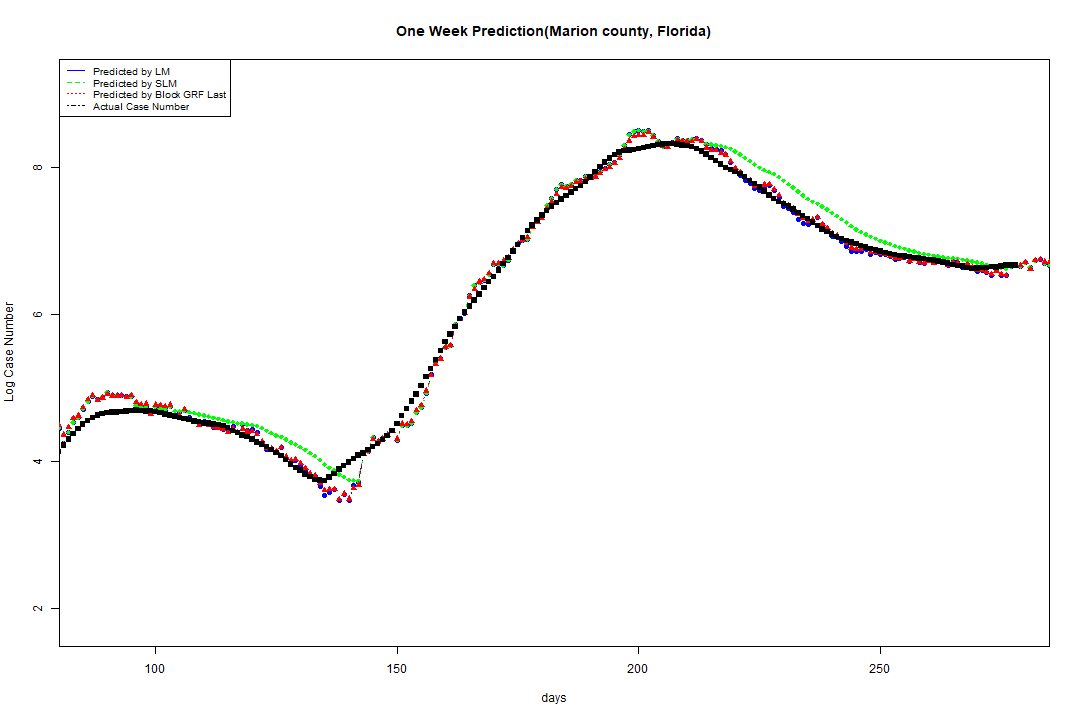 One Week Prediction(Marion county, Florida)
Predicted by LM
Predicted by SLM
Predicted by Block GRF Last
Actual Case Number
Log Case Number
8
6
4
2
100 150 200 250
days